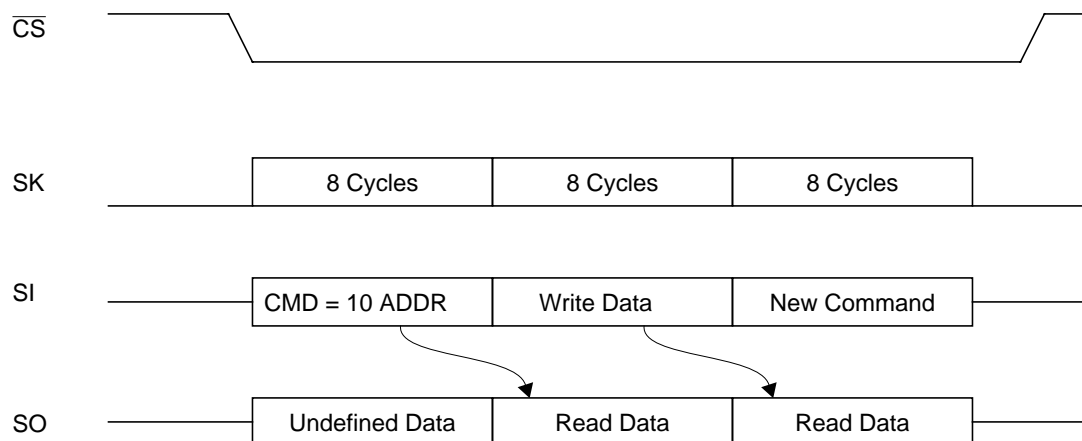 CS
SK 8 Cycles 8 Cycles 8 Cycles
SI CMD = 10 ADDR Write Data New Command
SO Undefined Data Read Data Read Data